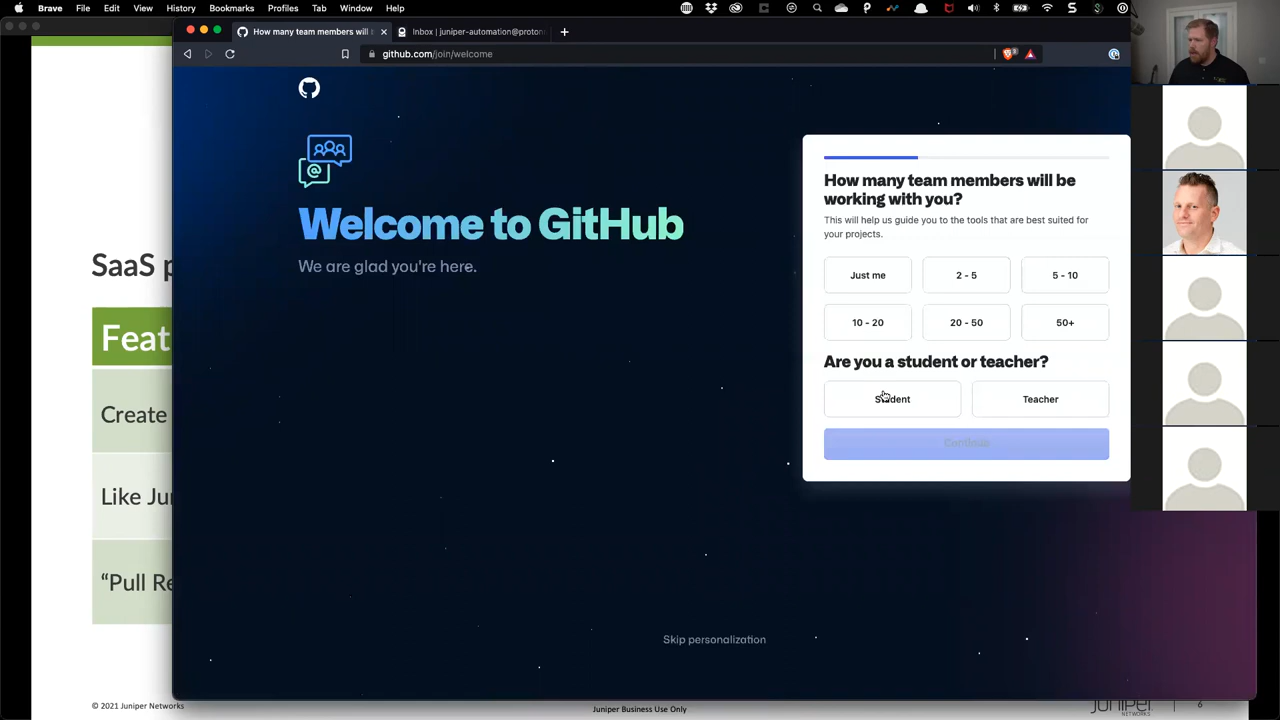 Brave File Edit View History Bookmarks Profiles Tab Window Help
How many team members will
Inbox | juniper-automation@proton
github.com/join/welcome
Welcome to GitHub
We are glad you're here.
How many team members will be
working with you?
This will help us guide you to the tools that are best suited for
your projects.
Just me
2 - 5
5 - 10
10 - 20
20 - 50
50+
Are you a student or teacher?
Student
Teacher
Continue
Skip personalization
SaaS p
Feat
Create
Like Ju
“Pull Re
© 2021 Juniper Networks
Juniper Business Use Only
JUNIPER
NETWORKS
6